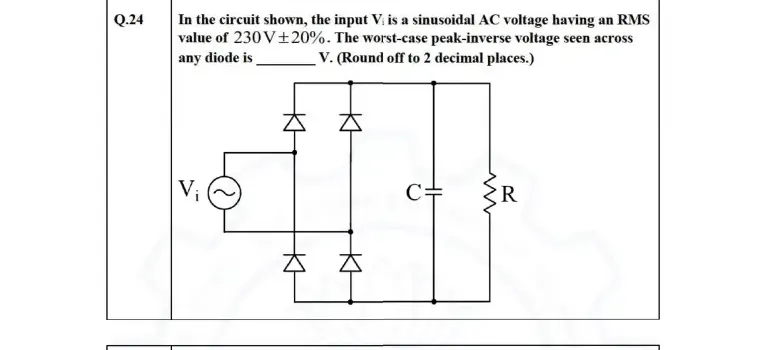 Q.24
In the circuit shown, the input Vi is a sinusoidal AC voltage having an RMS
value of 230V±20%. The worst-case peak-inverse voltage seen across
any diode is ________ V. (Round off to 2 decimal places.)
Vi
C
R